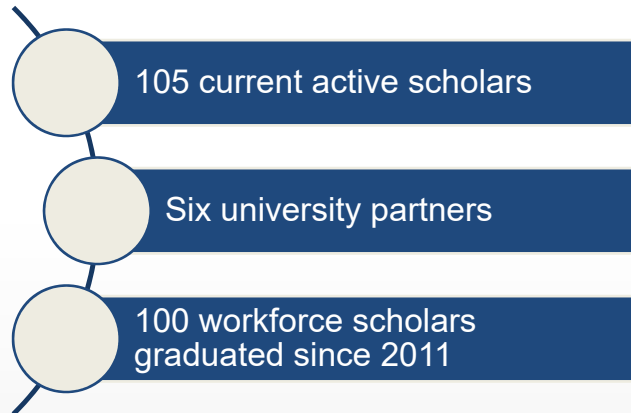 105 current active scholars
Six university partners
100 workforce scholars
graduated since 2011